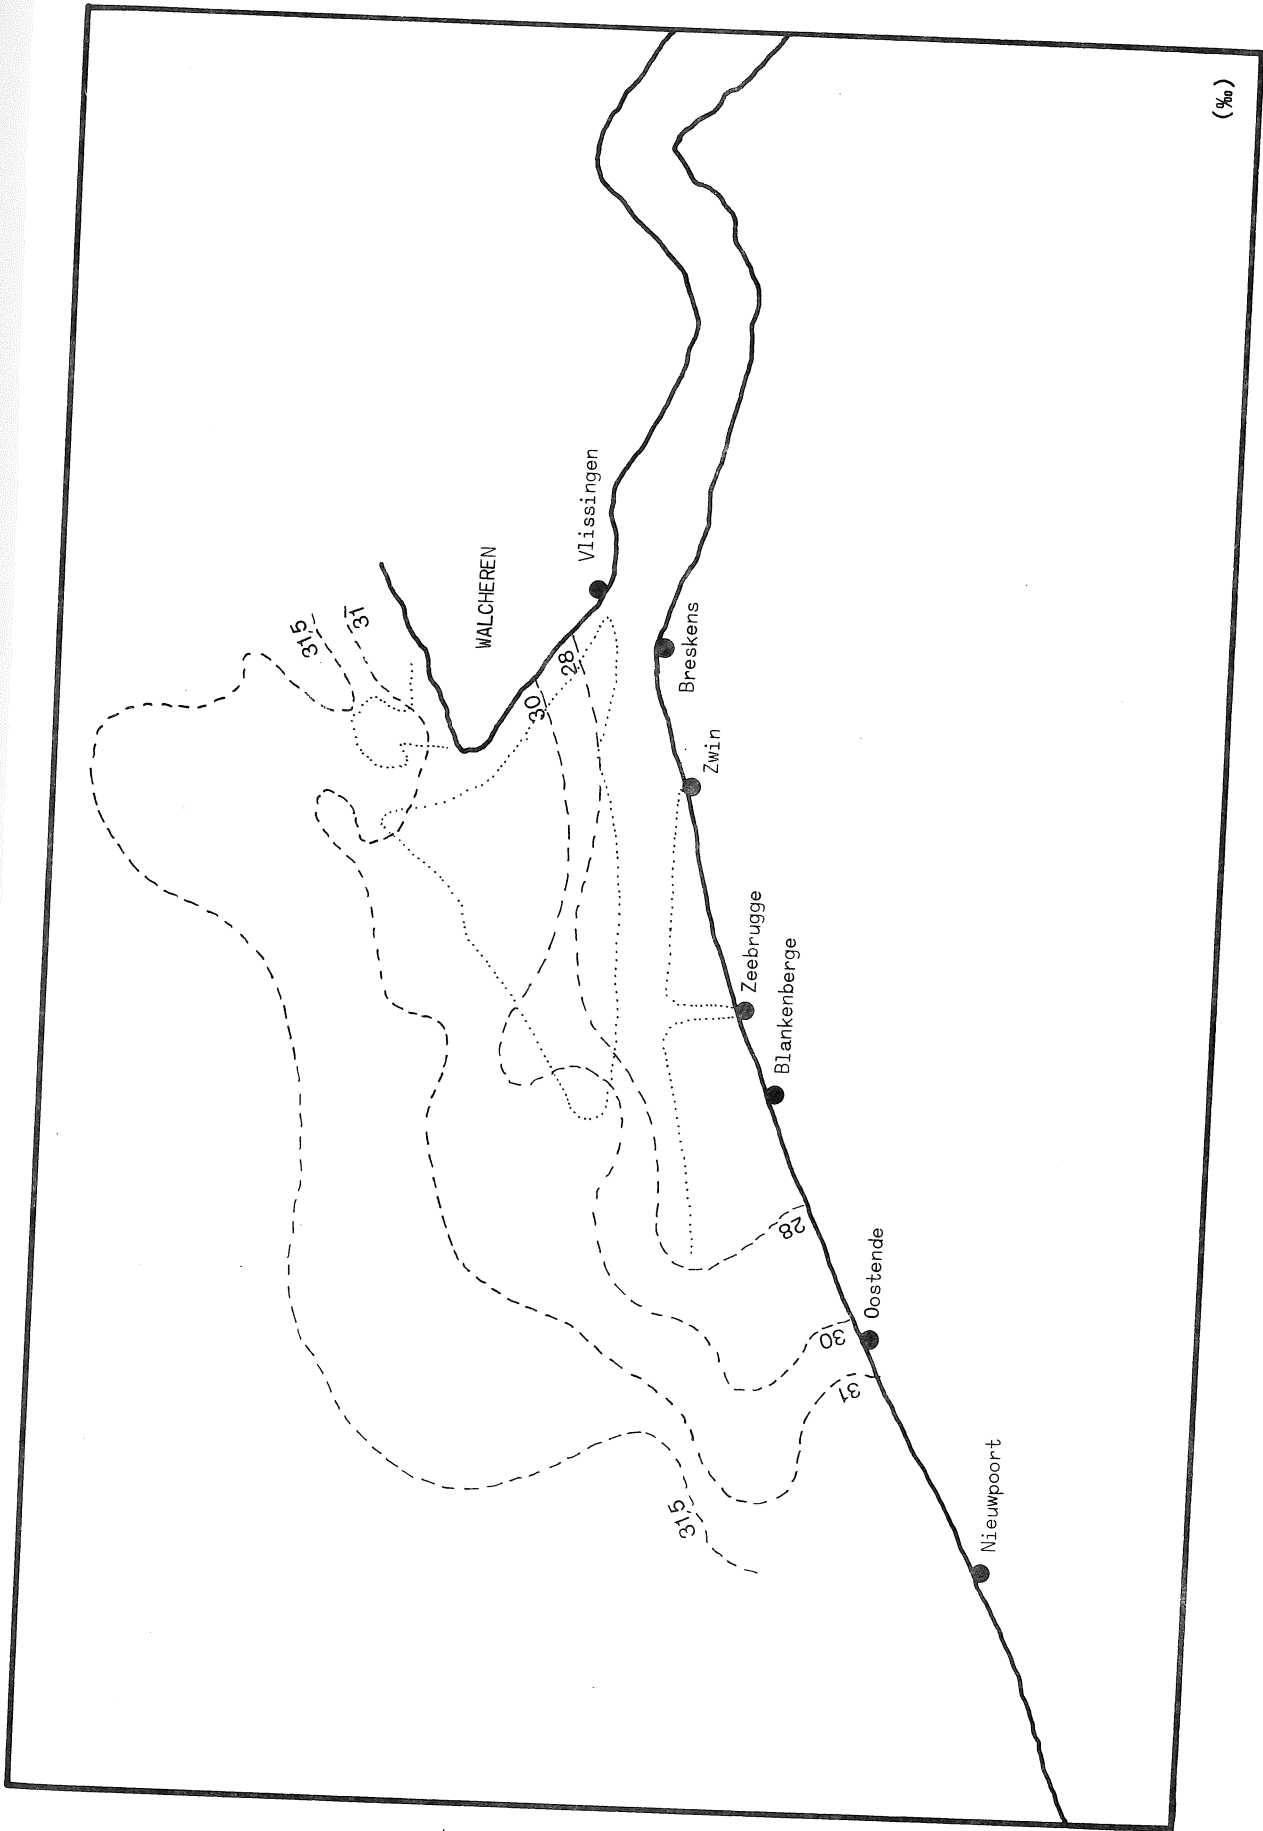 (‰)
31.5
31
WALCHEREN
Vlissingen
28
30
Breskens
Zwin
Zeebrugge
Blankenberge
28
Oostende
30
31
31.5
Nieuwpoort